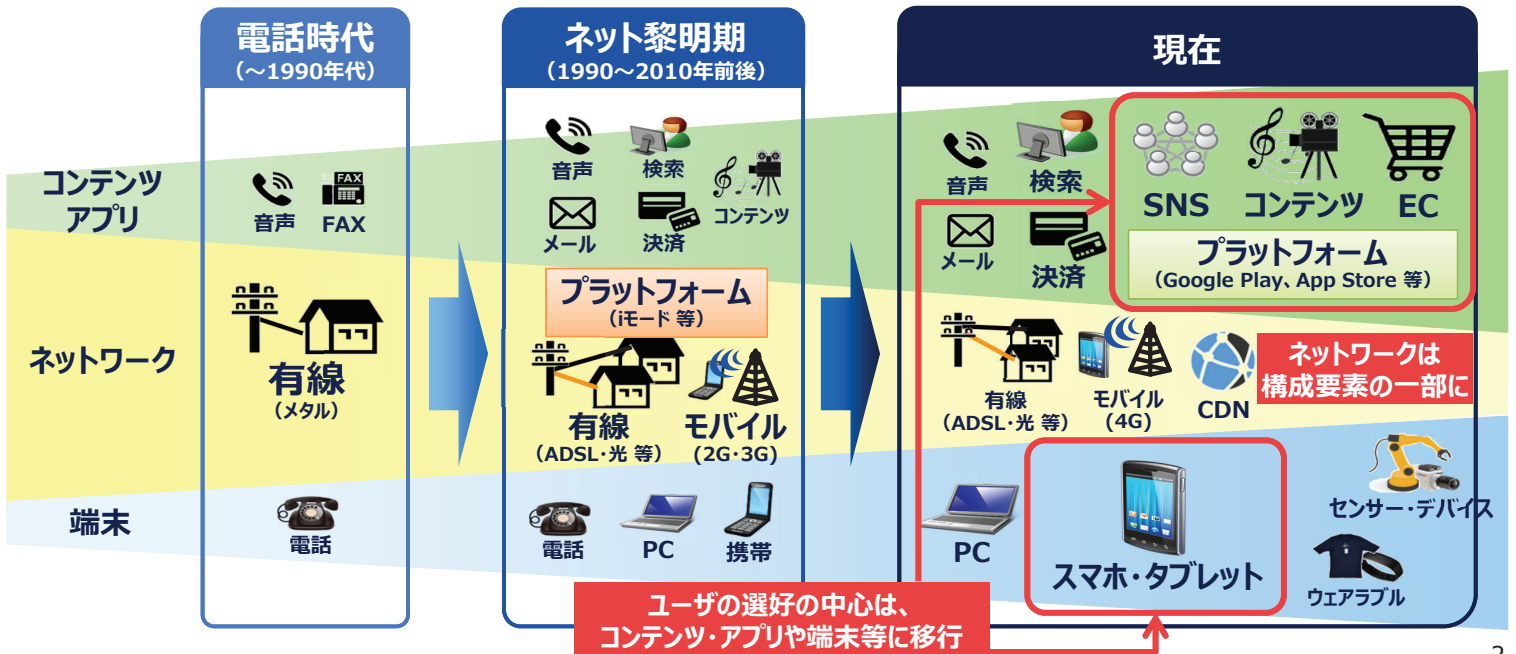 電話時代
（～1990年代）
ネット黎明期
（1990～2010年前後）
現在
コンテンツ
アプリ
ネットワーク
端末
音声
FAX
FAX
有線
（メタル）
電話
音声
検索
コンテンツ
メール
決済
プラットフォーム
（iモード 等）
有線
（ADSL・光 等）
モバイル
（2G・3G）
電話
PC
携帯
音声
検索
メール
決済
SNS
コンテンツ
EC
プラットフォーム
（Google Play、App Store 等）
有線
（ADSL・光 等）
モバイル
（4G）
CDN
ネットワークは
構成要素の一部に
PC
スマホ・タブレット
センサー・デバイス
ウェアラブル
ユーザの選好の中心は、
コンテンツ・アプリや端末等に移行